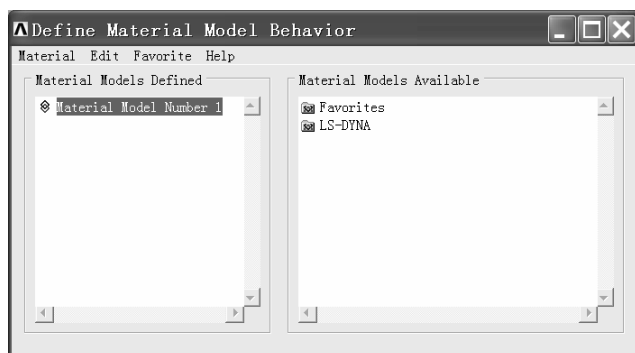 Define Material Model Behavior
Material Edit Favorite Help
Material Models Defined
Material Model Number 1
Material Models Available
Favorites
LS-DYNA